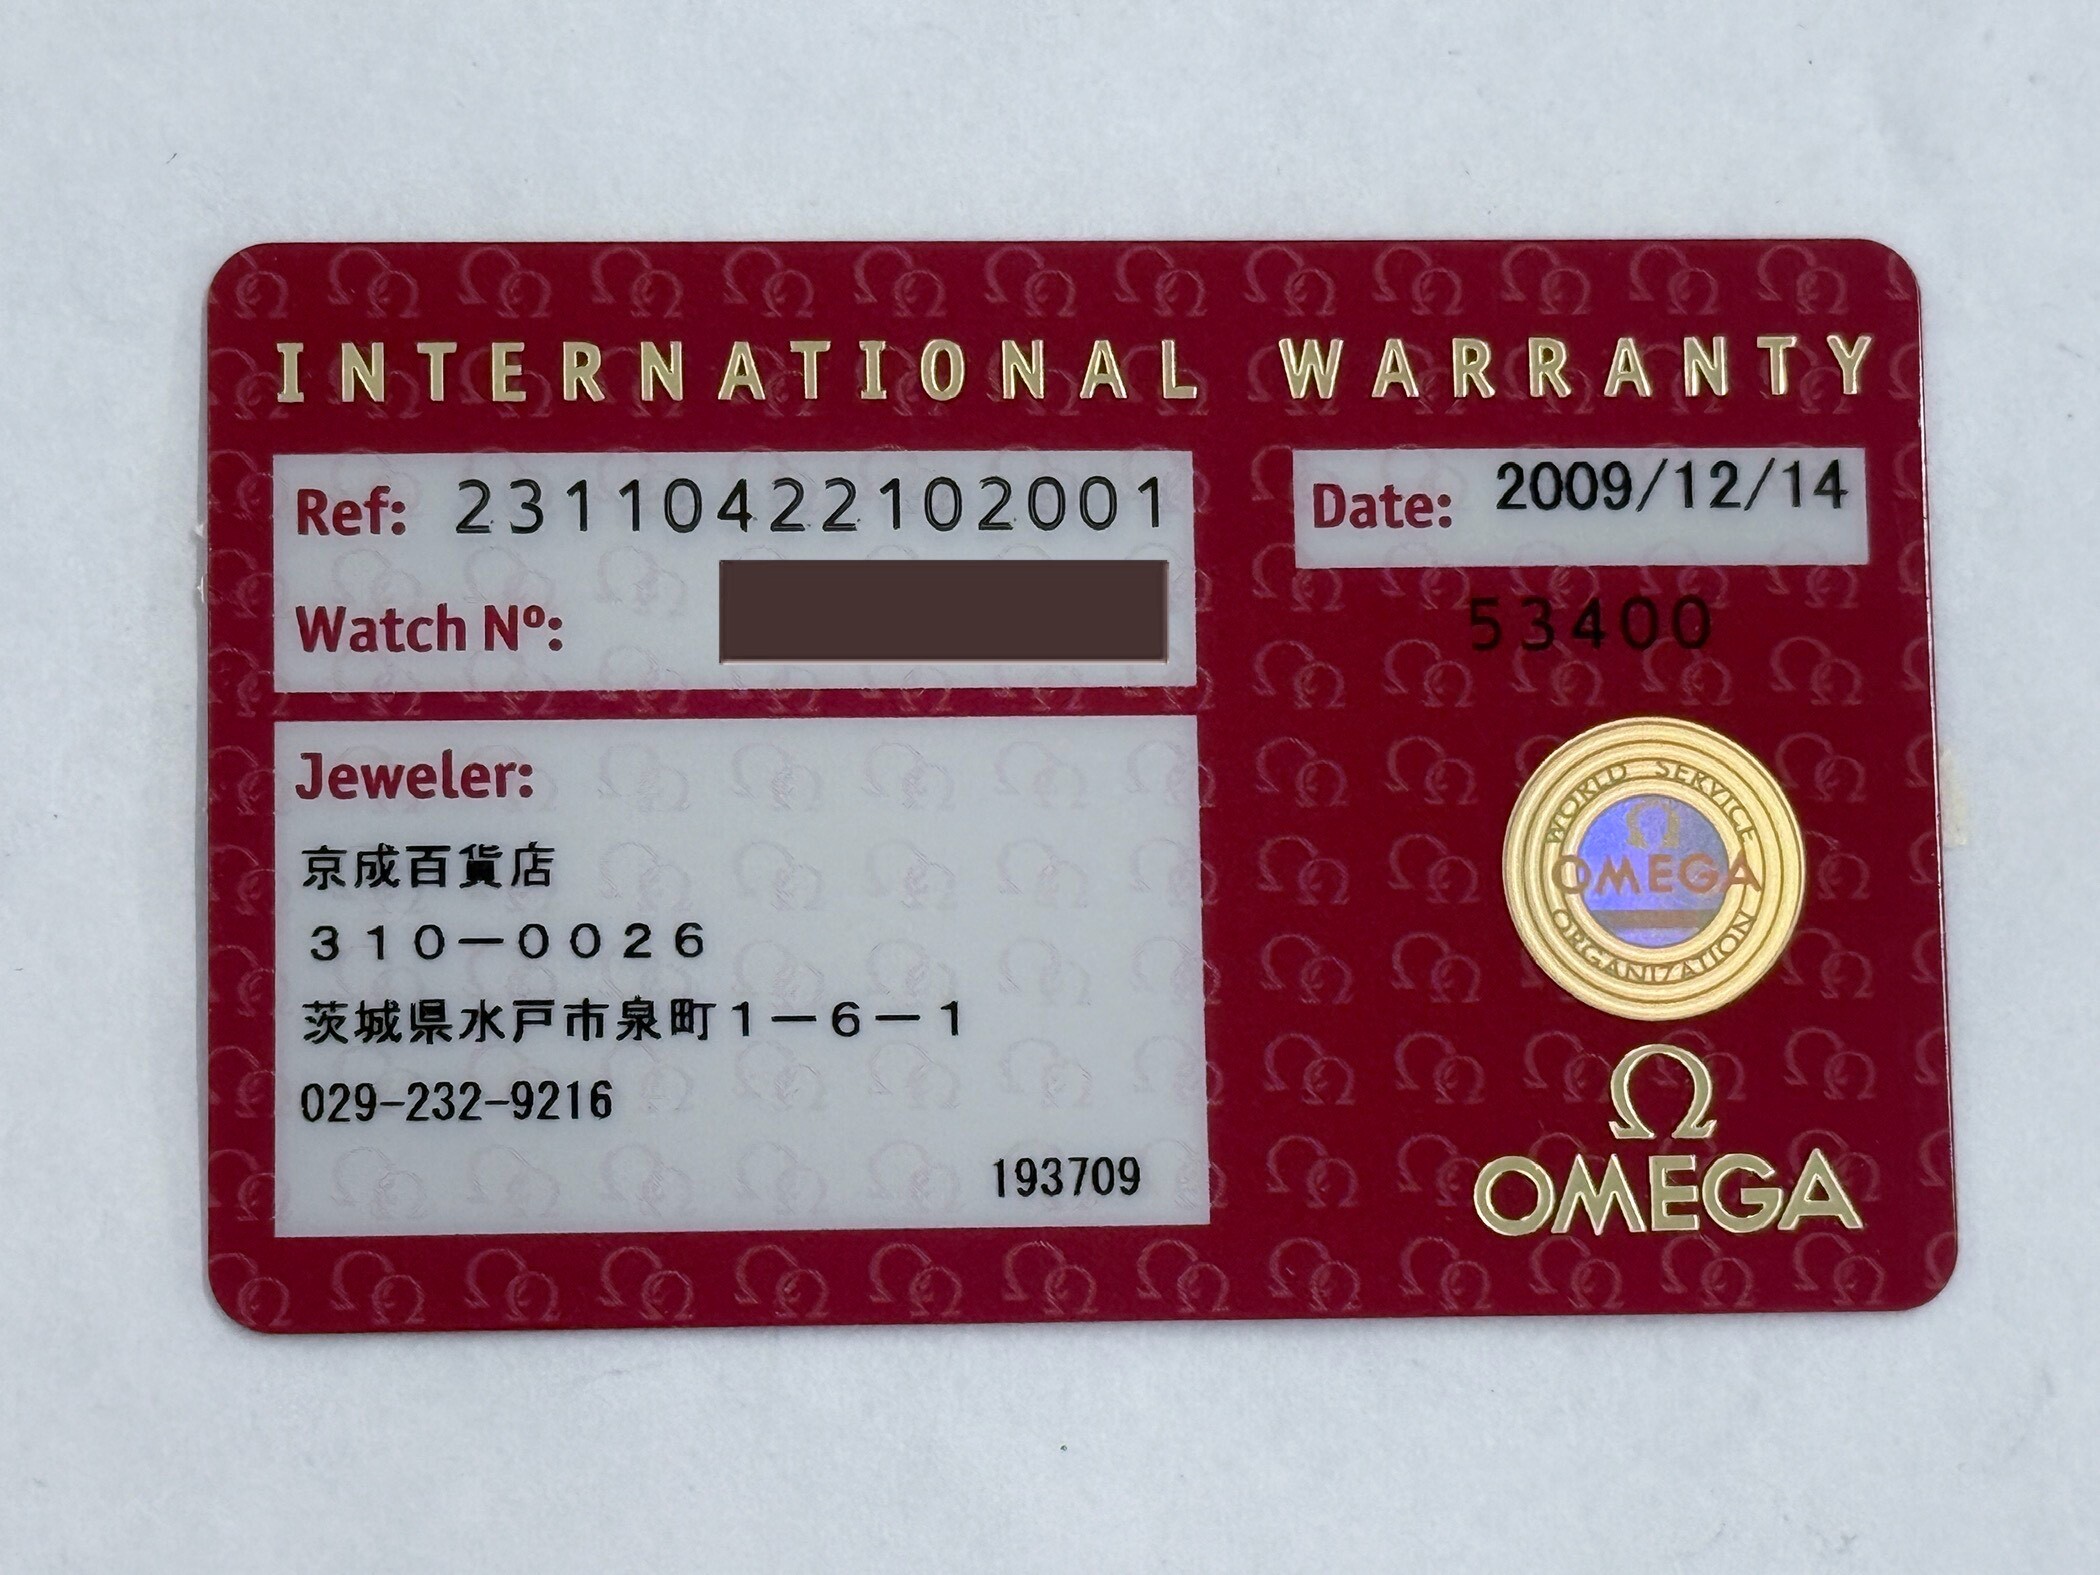 INTERNATIONAL WARRANTY
Ref: 23110422102001
Date: 2009/12/14
Watch Nº:
53400
Jeweler:
京成百貨店
310-0026
茨城県水戸市泉町1-6-1
029-232-9216
193709
WORLD SERVICE
Ω
OMEGA
ORGANIZATION
Ω
OMEGA